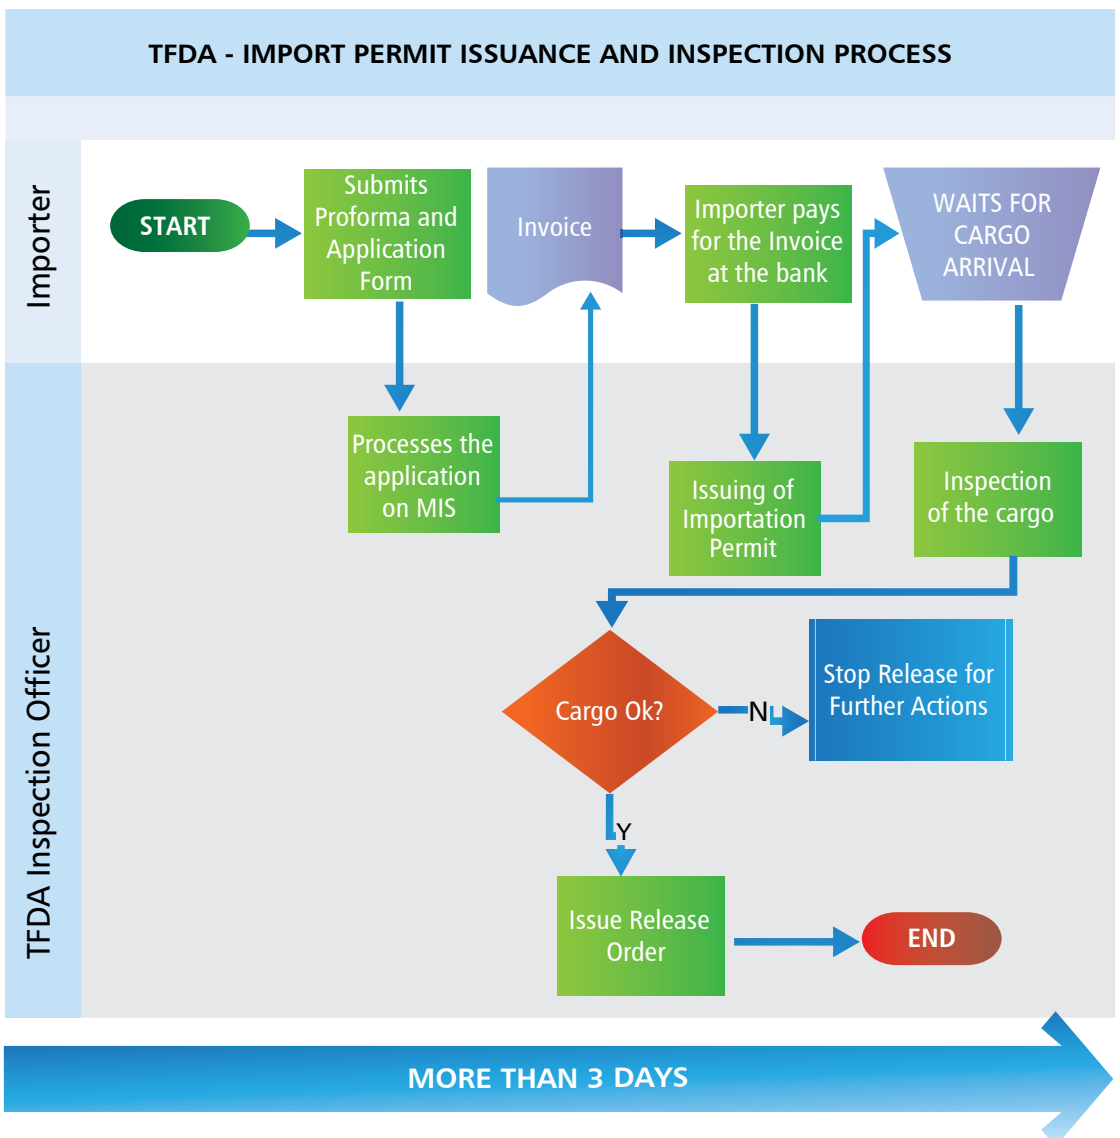 TFDA - IMPORT PERMIT ISSUANCE AND INSPECTION PROCESS
Importer
START
Submits
Proforma and
Application
Form
Invoice
Importer pays
for the Invoice
at the bank
WAITS FOR
CARGO
ARRIVAL
TFDA Inspection Officer
Processes the
application
on MIS
Issuing of
Importation
Permit
Inspection
of the cargo
Cargo Ok?
N
Stop Release for
Further Actions
Y
Issue Release
Order
END
MORE THAN 3 DAYS